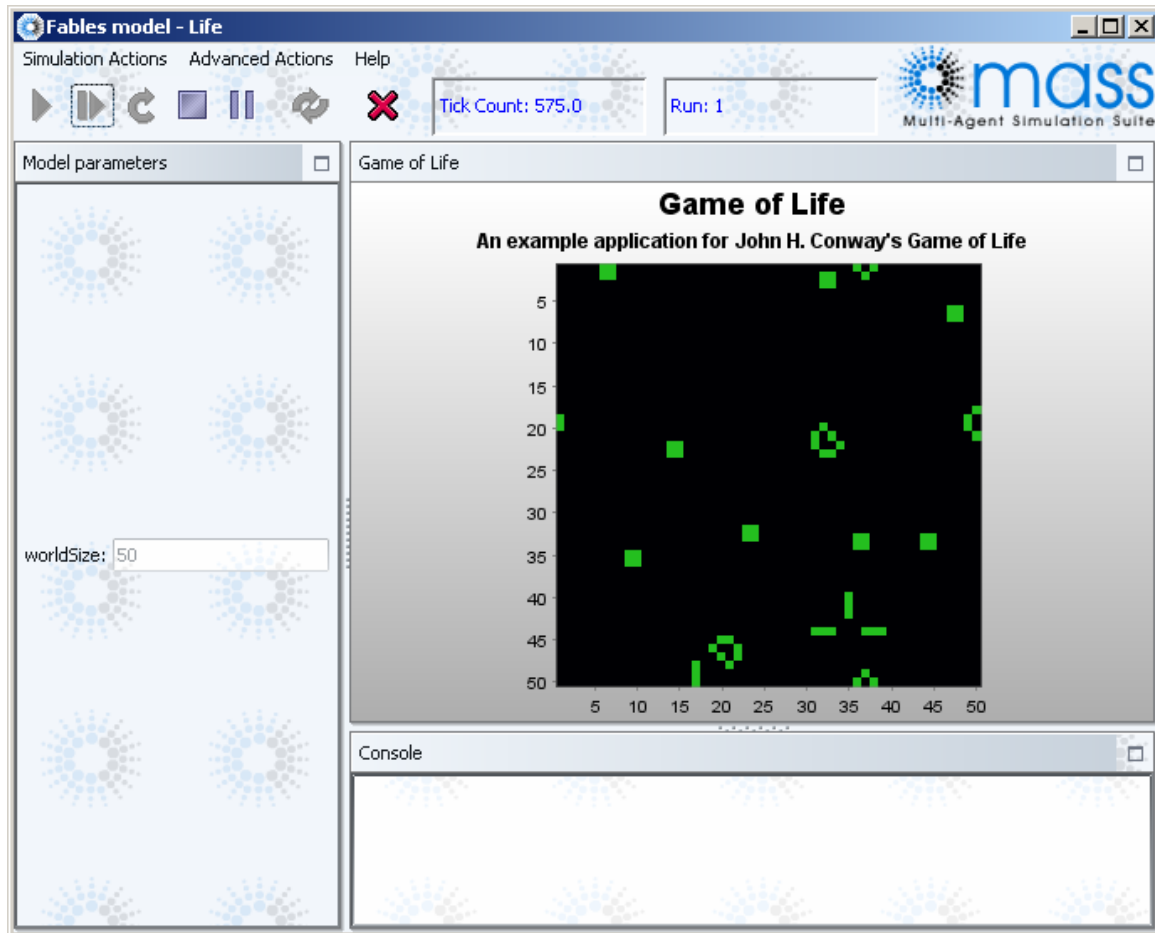 Fables model - Life
Simulation Actions Advanced Actions Help
Tick Count: 575.0
Run: 1
mass
Multi-Agent Simulation Suite
Model parameters
worldSize: 50
Game of Life
Game of Life
An example application for John H. Conway's Game of Life
5
10
15
20
25
30
35
40
45
50
5 10 15 20 25 30 35 40 45 50
Console